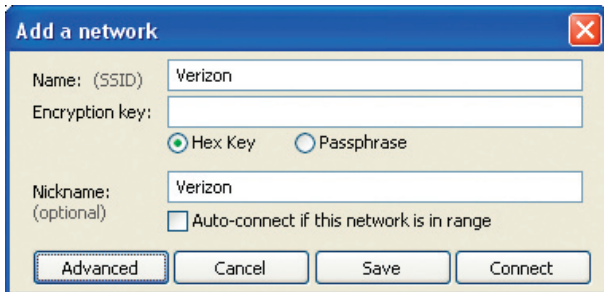 Add a network
Name: (SSID) Verizon
Encryption key:
Hex Key Passphrase
Nickname: Verizon
(optional)
Auto-connect if this network is in range
Advanced Cancel Save Connect